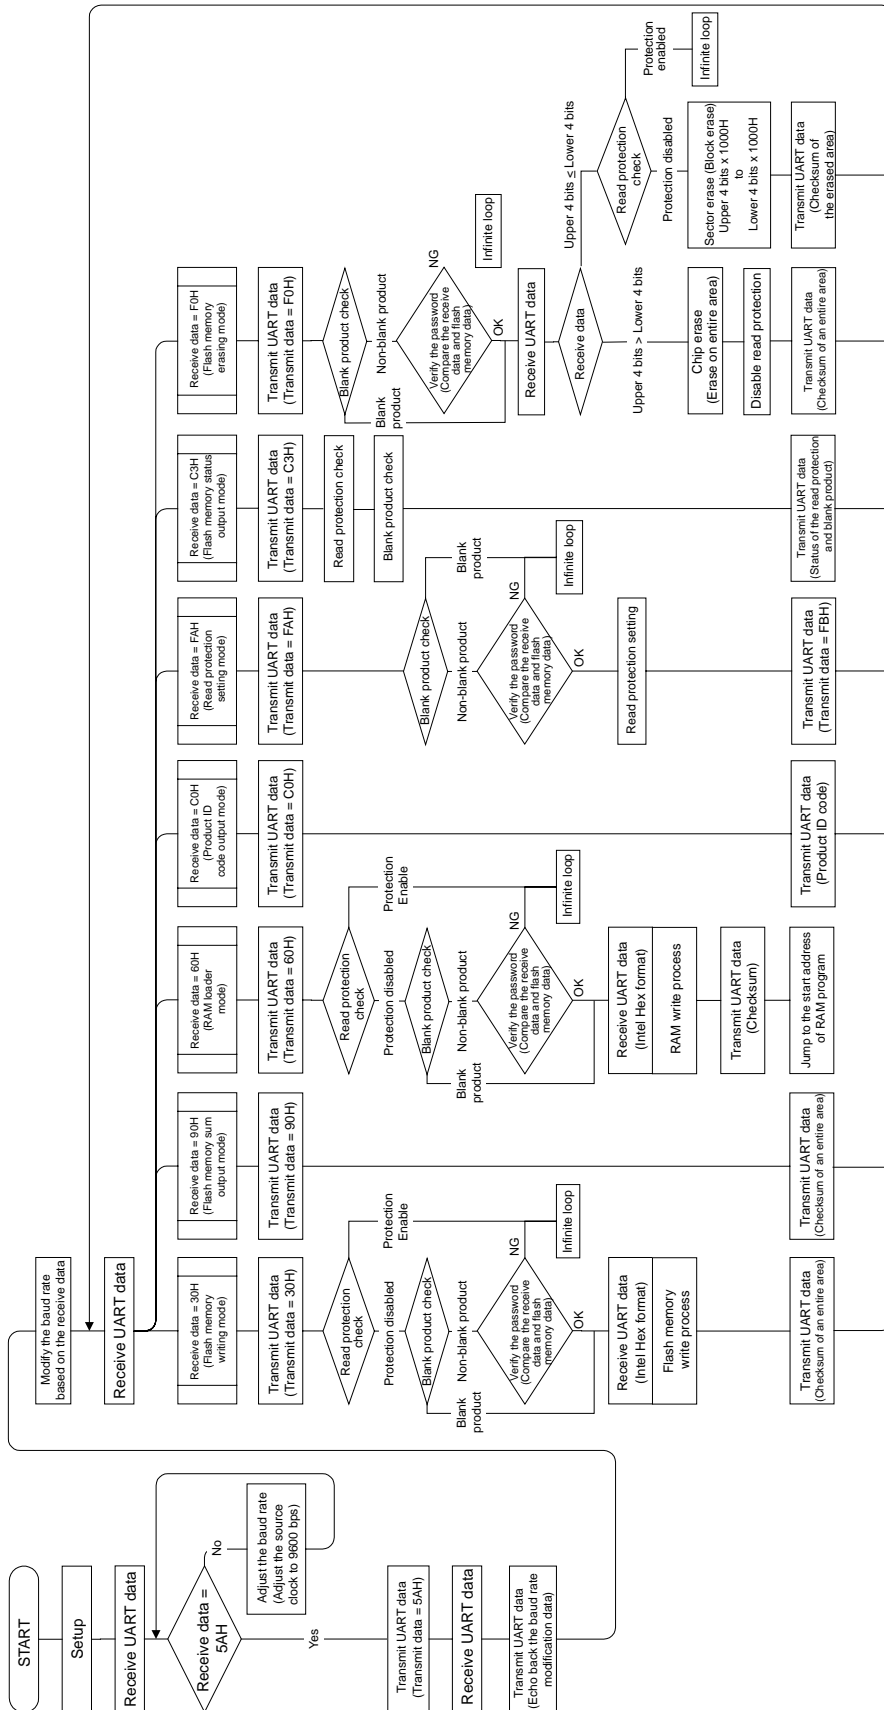 START
Setup
Receive UART data
Receive data =
5AH
No
Adjust the baud rate
(Adjust the source
clock to 9600 bps)
Yes
Transmit UART data
(Transmit data = 5AH)
Receive UART data
Transmit UART data
(Echo back the baud rate
modification data)
Modify the baud rate
based on the receive data
Receive UART data
Receive data = 30H
(Flash memory
writing mode)
Transmit UART data
(Transmit data = 30H)
Read protection
check
Protection
Enable
Protection disabled
Blank product check
Blank
product
Non-blank product
Verify the password
(Compare the receive
data and flash
memory data)
NG
Infinite loop
OK
Receive UART data
(Intel Hex format)
Flash memory
write process
Transmit UART data
(Checksum of an entire area)
Receive data = 90H
(Flash memory sum
output mode)
Transmit UART data
(Transmit data = 90H)
Transmit UART data
(Checksum of an entire area)
Receive data = 60H
(RAM loader
mode)
Transmit UART data
(Transmit data = 60H)
Read protection
check
Protection
Enable
Protection disabled
Blank product check
Blank
product
Non-blank product
Verify the password
(Compare the receive
data and flash
memory data)
NG
Infinite loop
OK
Receive UART data
(Intel Hex format)
RAM write process
Transmit UART data
(Checksum)
Jump to the start address
of RAM program
Receive data = C0H
(Product ID
code output mode)
Transmit UART data
(Transmit data = C0H)
Transmit UART data
(Product ID code)
Receive data = FAH
(Read protection
setting mode)
Transmit UART data
(Transmit data = FAH)
Blank product check
Blank
product
Non-blank product
Verify the password
(Compare the receive
data and flash
memory data)
NG
Infinite loop
OK
Read protection setting
Transmit UART data
(Transmit data = FBH)
Receive data = C3H
(Flash memory status
output mode)
Transmit UART data
(Transmit data = C3H)
Read protection check
Blank product check
Transmit UART data
(Status of the read protection
and blank product)
Receive data = F0H
(Flash memory
erasing mode)
Transmit UART data
(Transmit data = F0H)
Blank product check
Blank
product
Non-blank product
Verify the password
(Compare the receive
data and flash
memory data)
NG
Infinite loop
OK
Receive UART data
Receive data
Upper 4 bits > Lower 4 bits
Chip erase
(Erase on entire area)
Disable read protection
Transmit UART data
(Checksum of an entire area)
Upper 4 bits ≤ Lower 4 bits
Read protection
check
Protection
enabled
Infinite loop
Protection disabled
Sector erase (Block erase)
Upper 4 bits x 1000H
to
Lower 4 bits x 1000H
Transmit UART data
(Checksum of
the erased area)